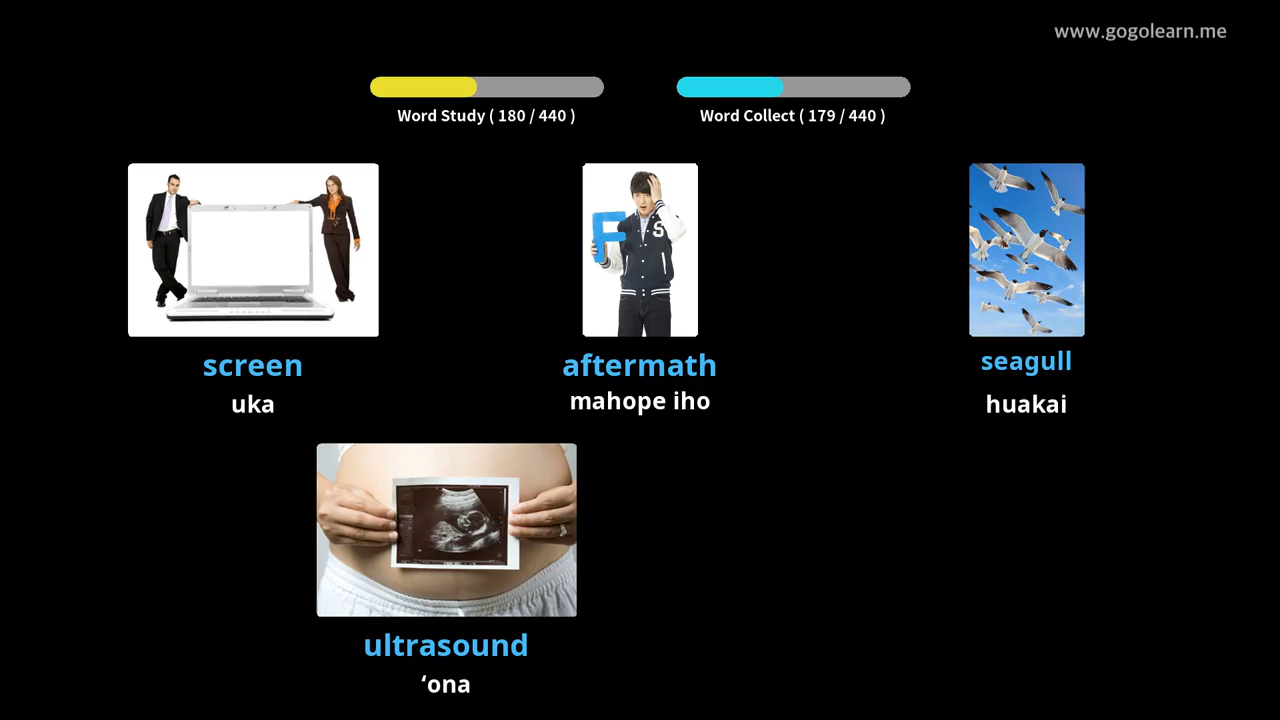 www.gogolearn.me
Word Study ( 180 / 440 )
Word Collect ( 179 / 440 )
F
S
screen
aftermath
seagull
uka
mahope iho
huakai
ultrasound
ʻona